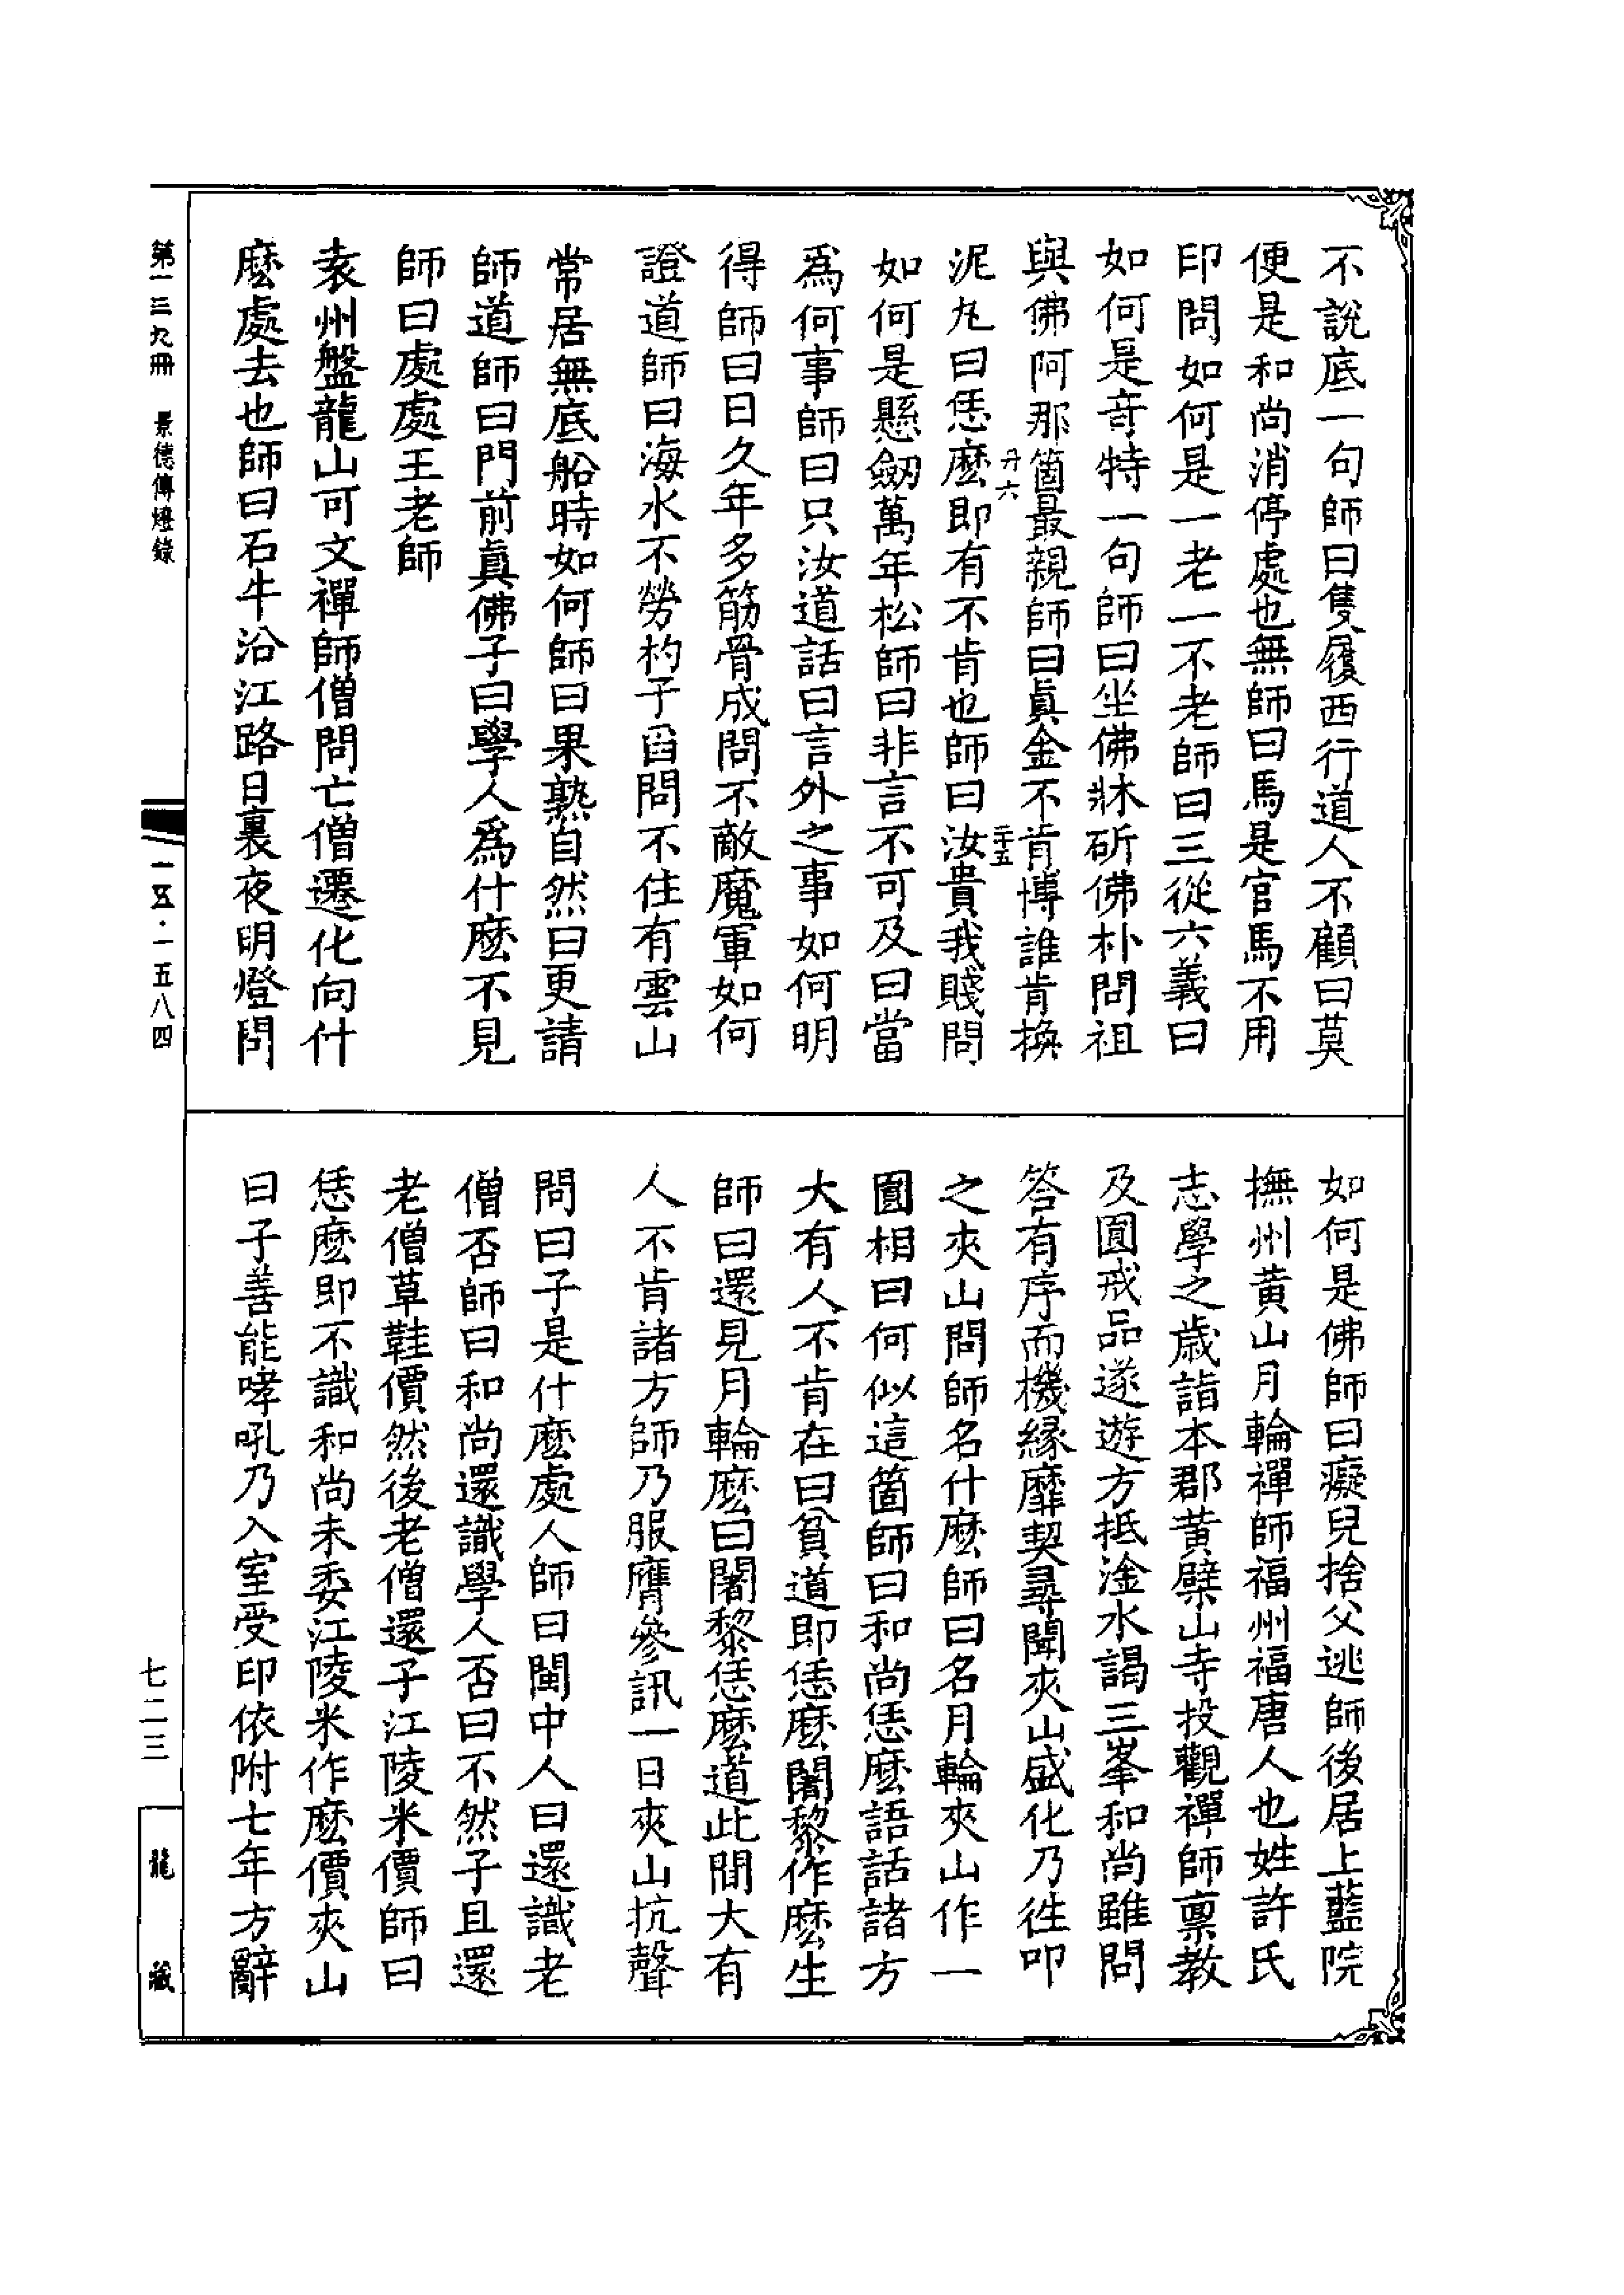 不說底一句師曰隻履西行道人不顧曰莫
便是和尚消停處也無師曰馬是官馬不用
印問如何是一老一不老師曰三從六義曰
如何是竒特一句師曰坐佛牀斫佛朴問祖
與佛阿那箇最親師曰眞金不肯博誰肯換
丹六
二十五
泥丸曰恁麽即有不肯也師曰汝貴我賤問
如何是懸劒萬年松師曰非言不可及曰當
爲何事師曰只汝道話曰言外之事如何明
得師曰日久年多筋骨成問不敵魔軍如何
證道師曰海水不勞杓子舀問不住有雲山
常居無底船時如何師曰果熟自然曰更請
師道師曰門前眞佛子曰學人爲什麽不見
師曰處處王老師
袁州盤龍山可文禪師僧問亡僧遷化向什
麽處去也師曰石牛沿江路日裏夜明燈問
如何是佛師曰癡兒捨父逃師後居上藍院
撫州黃山月輪禪師福州福唐人也姓許氏
志學之歲詣本郡黃檗山寺投觀禪師稟教
及圓戒品遂遊方抵淦水謁三峯和尚雖問
答有序而機緣靡契尋聞夾山盛化乃徃叩
之夾山問師名什麽師曰名月輪夾山作一
圓相曰何似這箇師曰和尚恁麽語話諸方
大有人不肯在曰貧道即恁麽闍黎作麽生
師曰還見月輪麽曰闍黎恁麽道此間大有
人不肯諸方師乃服膺參訊一日夾山抗聲
問曰子是什麽處人師曰閩中人曰還識老
僧否師曰和尚還識學人否曰不然子且還
老僧草鞋價然後老僧還子江陵米價師曰
恁麽即不識和尚未委江陵米作麽價夾山
曰子善能哮吼乃入室受印依附七年方辭
第一三九冊 景德傳燈錄
一五·一五八四
七二三
龍藏